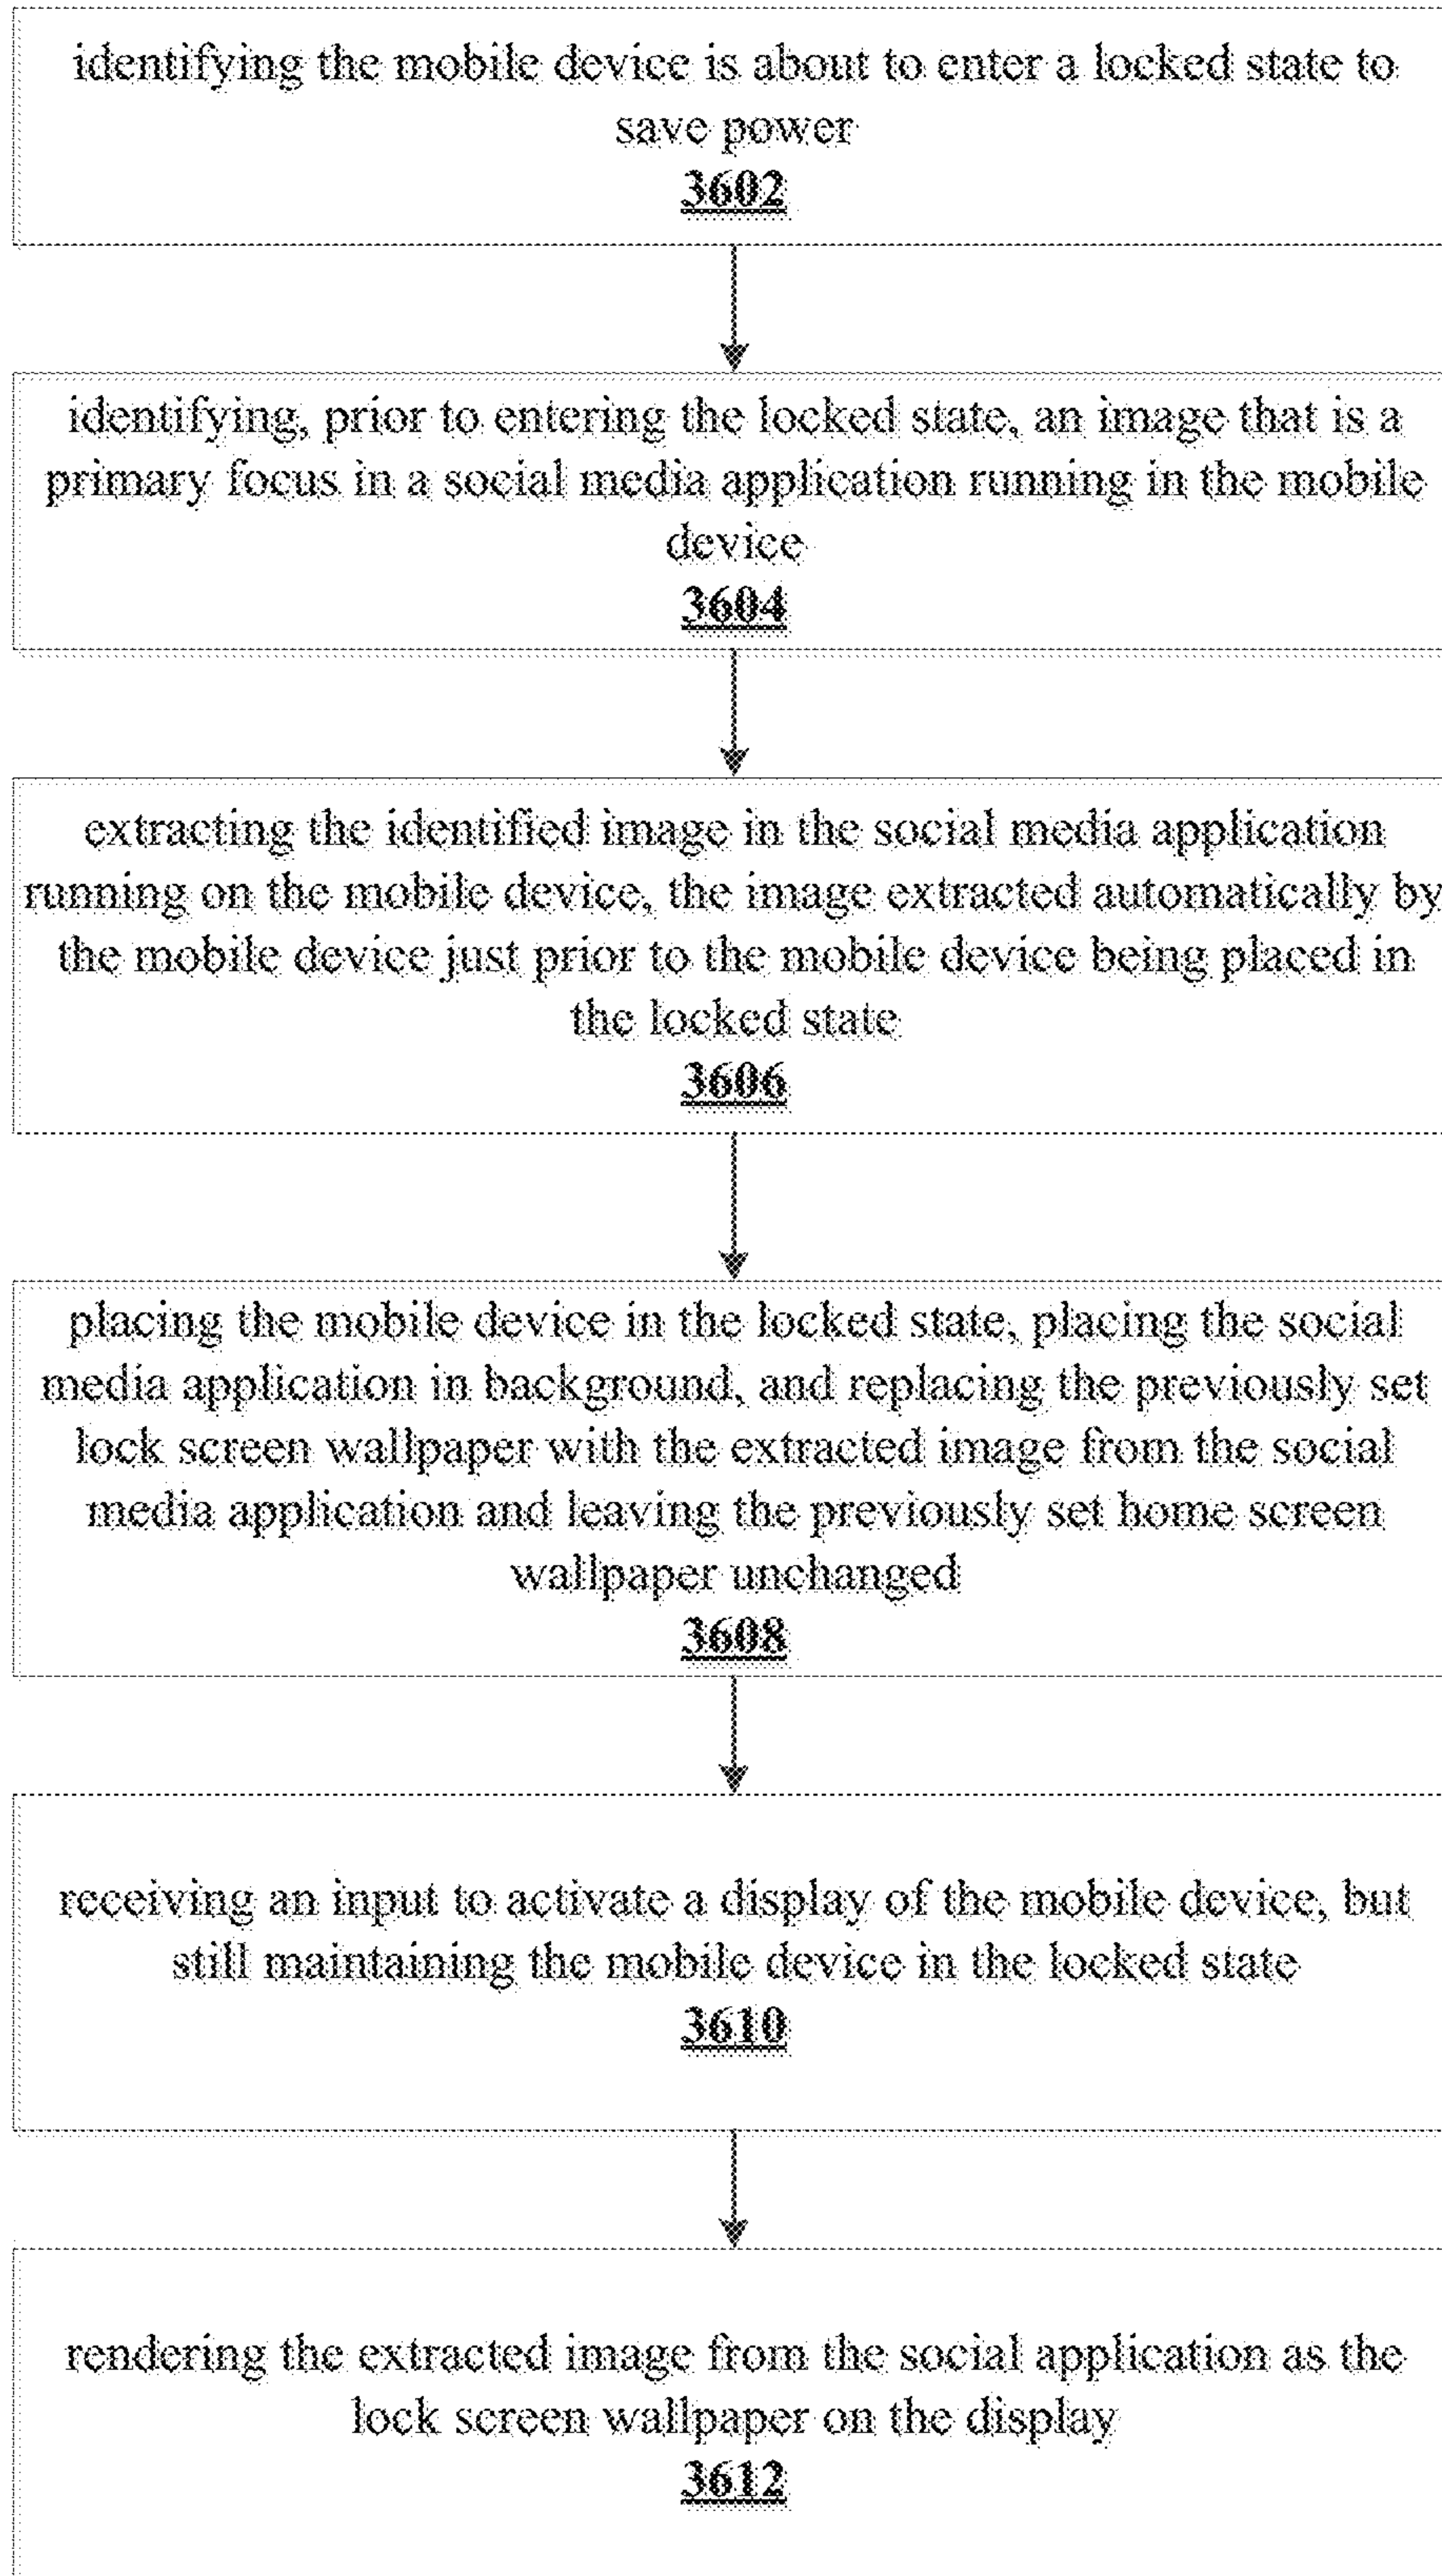 identifying the mobile device is about to enter a locked state to
save power
3602
identifying, prior to entering the locked state, an image that is a
primary focus in a social media application running in the mobile
device
3604
extracting the identified image in the social media application
running on the mobile device, the image extracted automatically by
the mobile device just prior to the mobile device being placed in
the locked state
3606
placing the mobile device in the locked state, placing the social
media application in background, and replacing the previously set
lock screen wallpaper with the extracted image from the social
media application and leaving the previously set home screen
wallpaper unchanged
3608
receiving an input to activate a display of the mobile device, but
still maintaining the mobile device in the locked state
3610
rendering the extracted image from the social application as the
lock screen wallpaper on the display
3612